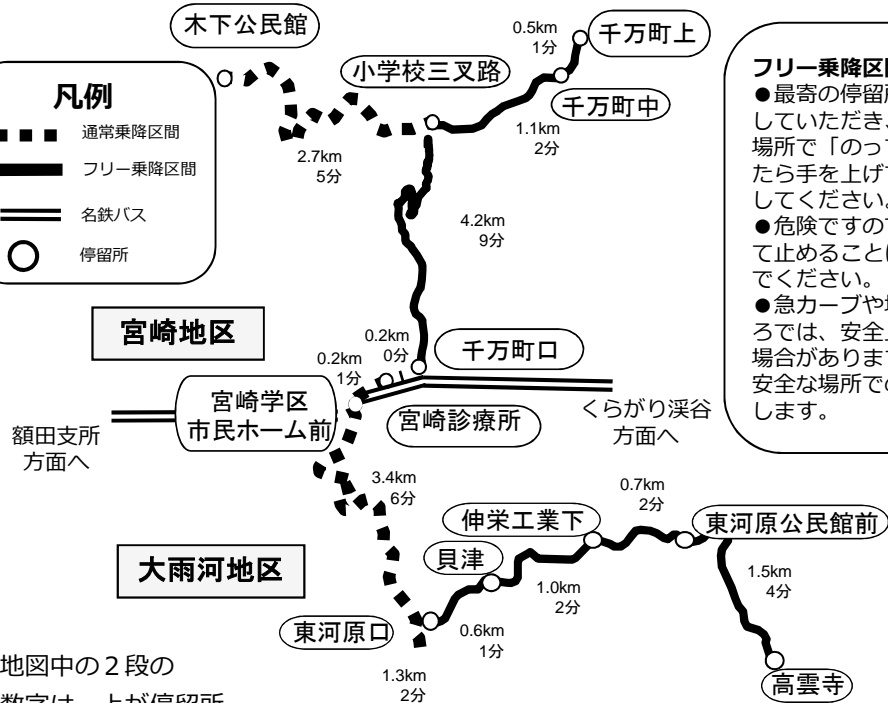 木下公民館
0.5km
1分
千万町上
小学校三叉路
千万町中
1.1km
2分
2.7km
5分
凡例
通常乗降区間
フリー乗降区間
名鉄バス
停留所
4.2km
9分
宮崎地区
0.2km
0分
千万町口
0.2km
1分
宮崎学区
市民ホーム前
宮崎診療所
額田支所
方面へ
くらがり渓谷
方面へ
3.4km
6分
0.7km
2分
伸栄工業下
東河原公民館前
貝津
大雨河地区
1.0km
2分
1.5km
4分
東河原口
0.6km
1分
1.3km
2分
高雲寺
地図中の2段の
フリー乗降区間
●最寄の停留所
していただき、
場所で「のって
たら手を上げて
してください。
●危険ですので
て止めることは
でください。
●急カーブや
ろでは、安全上
場合があります
安全な場所での
します。